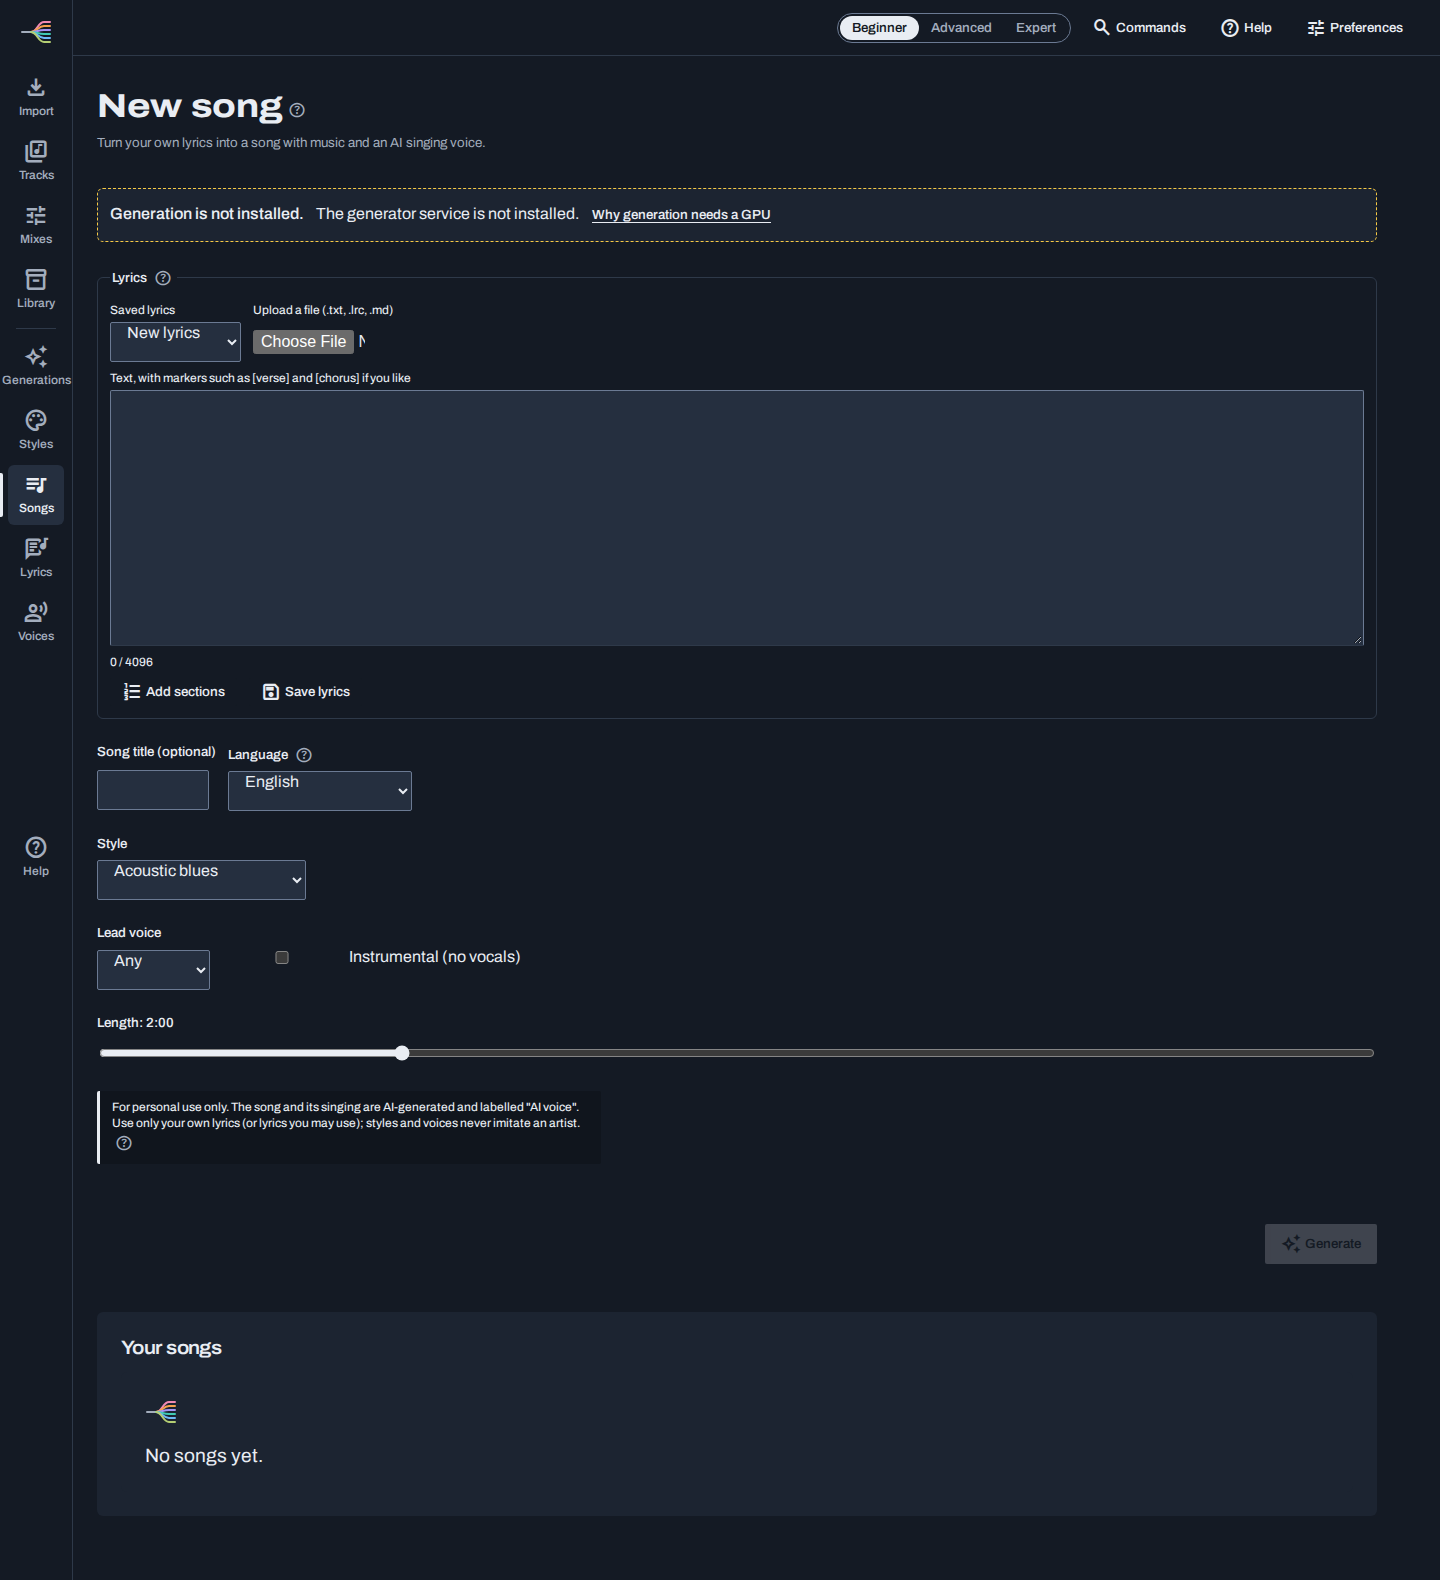 Beginner Advanced Expert Commands Help Preferences
Import
Tracks
Mixes
Library
Generations
Styles
Songs
Lyrics
Voices
Help
New song
Turn your own lyrics into a song with music and an AI singing voice.
Generation is not installed. The generator service is not installed. Why generation needs a GPU
Lyrics
Saved lyrics Upload a file (.txt, .lrc, .md)
New lyrics Choose File
Text, with markers such as [verse] and [chorus] if you like
0 / 4096
Add sections Save lyrics
Song title (optional) Language
English
Style
Acoustic blues
Lead voice
Any Instrumental (no vocals)
Length: 2:00
For personal use only. The song and its singing are AI-generated and labelled "AI voice".
Use only your own lyrics (or lyrics you may use); styles and voices never imitate an artist.
Generate
Your songs
No songs yet.